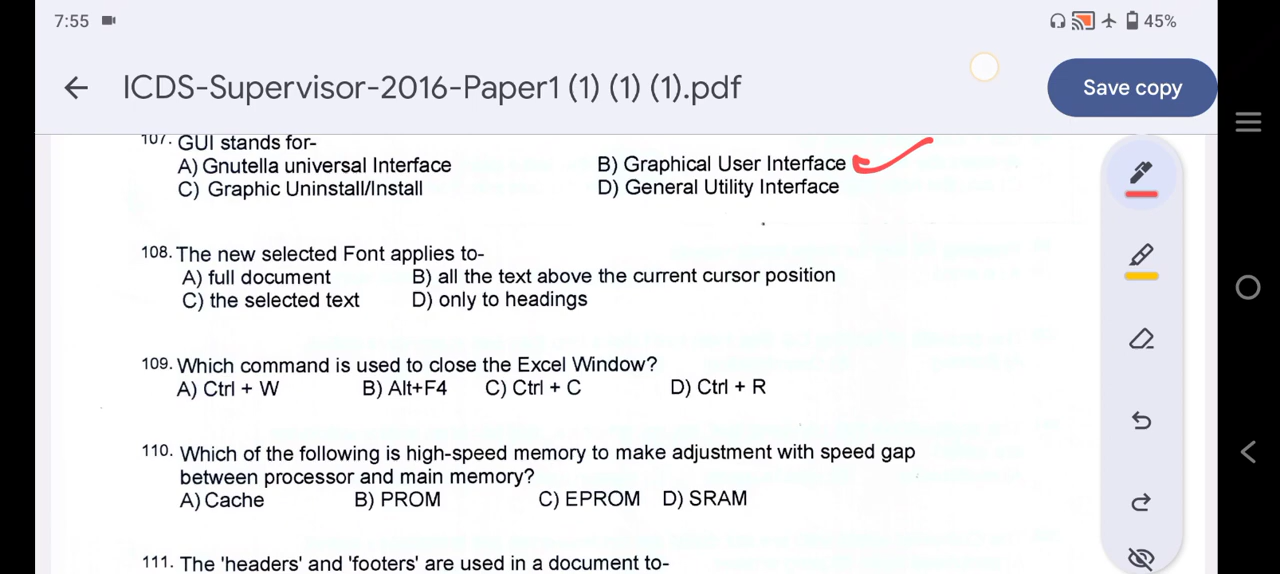 7:55
45%
ICDS-Supervisor-2016-Paper1 (1) (1) (1).pdf
Save copy
107. GUI stands for-
A) Gnutella universal Interface B) Graphical User Interface
C) Graphic Uninstall/Install D) General Utility Interface
108. The new selected Font applies to-
A) full document B) all the text above the current cursor position
C) the selected text D) only to headings
109. Which command is used to close the Excel Window?
A) Ctrl + W B) Alt+F4 C) Ctrl + C D) Ctrl + R
110. Which of the following is high-speed memory to make adjustment with speed gap
between processor and main memory?
A) Cache B) PROM C) EPROM D) SRAM
111. The 'headers' and 'footers' are used in a document to-